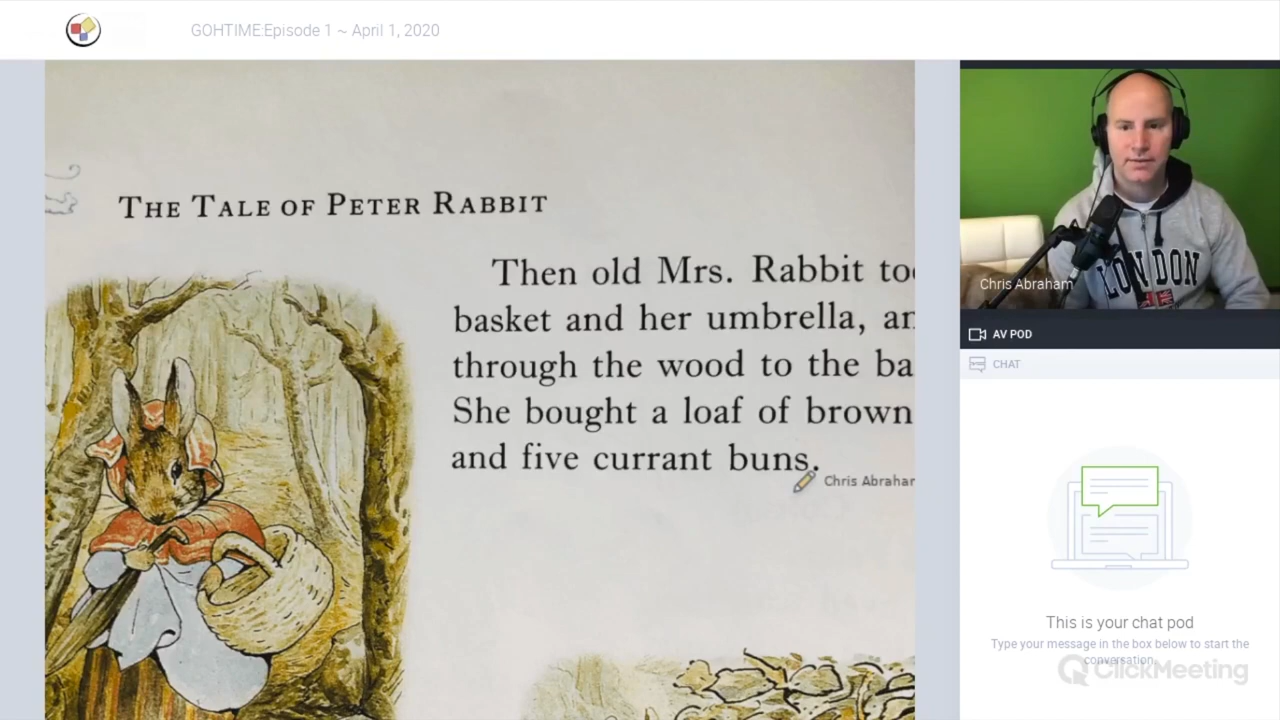 GOHTIME:Episode 1 ~ April 1, 2020
THE TALE OF PETER RABBIT
Then old Mrs. Rabbit too
basket and her umbrella, an
through the wood to the ba
She bought a loaf of brown
and five currant buns.
Chris Abraham
Chris Abraham
LONDON
AV POD
CHAT
This is your chat pod
Type your message in the box below to start the
conversation.
ClickMeeting